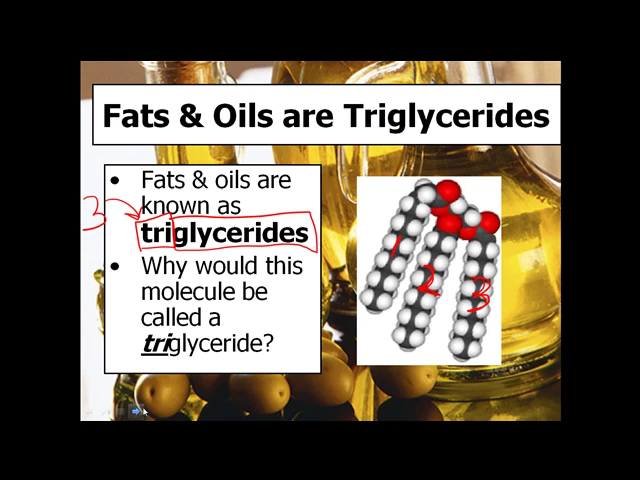 Fats & Oils are Triglycerides
• Fats & oils are
known as
3
triglycerides
• Why would this
molecule be
called a
triglyceride?
1
2
3